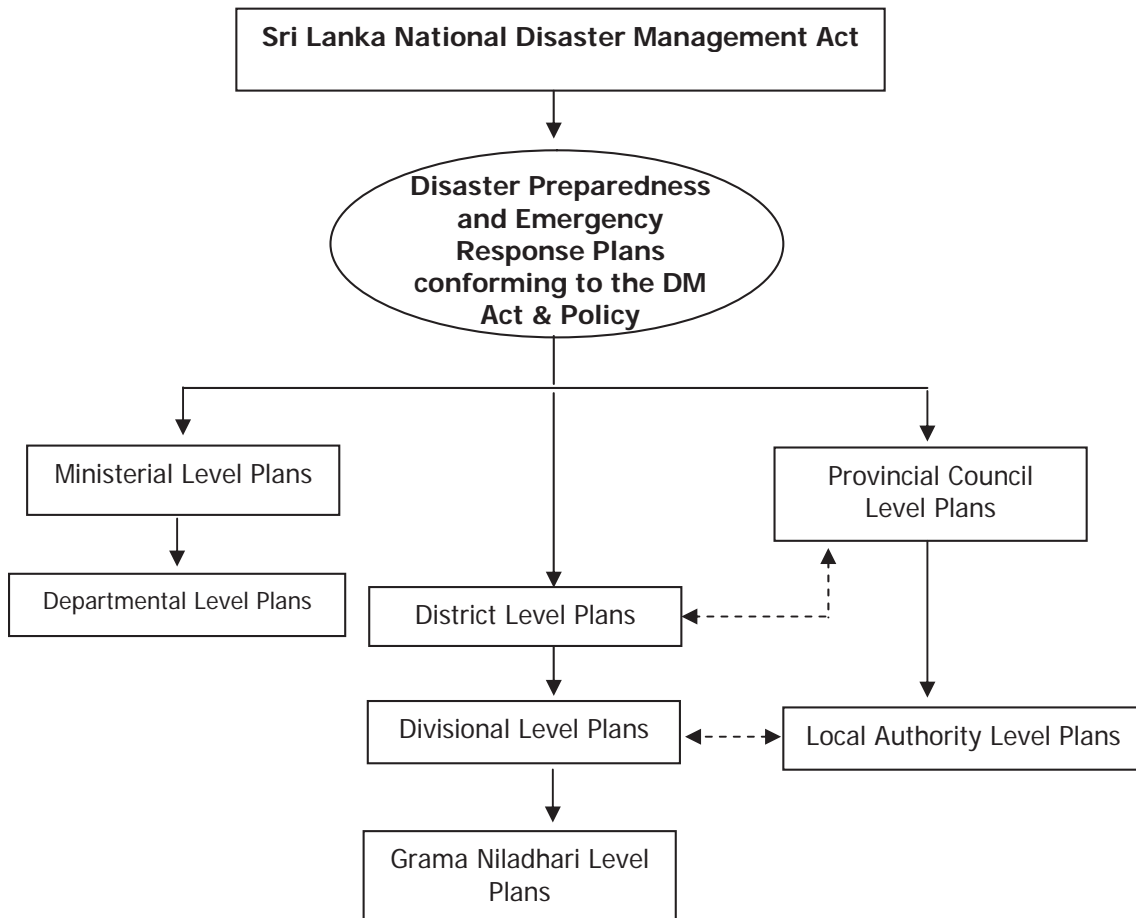 Sri Lanka National Disaster Management Act
Disaster Preparedness
and Emergency
Response Plans
conforming to the DM
Act & Policy
Ministerial Level Plans
Provincial Council
Level Plans
Departmental Level Plans
District Level Plans
Divisional Level Plans
Local Authority Level Plans
Grama Niladhari Level
Plans